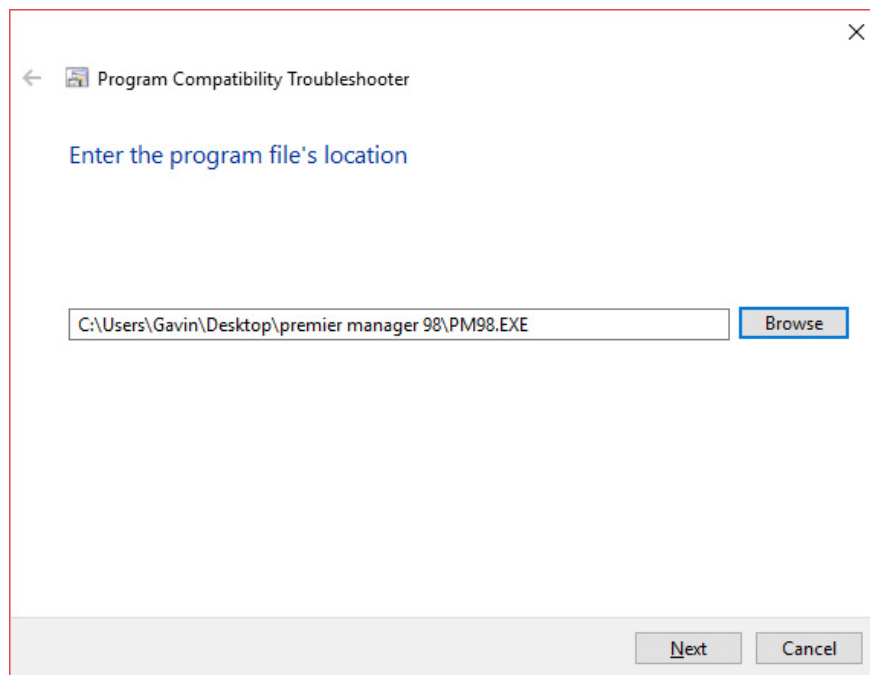 Program Compatibility Troubleshooter
Enter the program file's location
C:\Users\Gavin\Desktop\premier manager 98\PM98.EXE
Browse
Next
Cancel